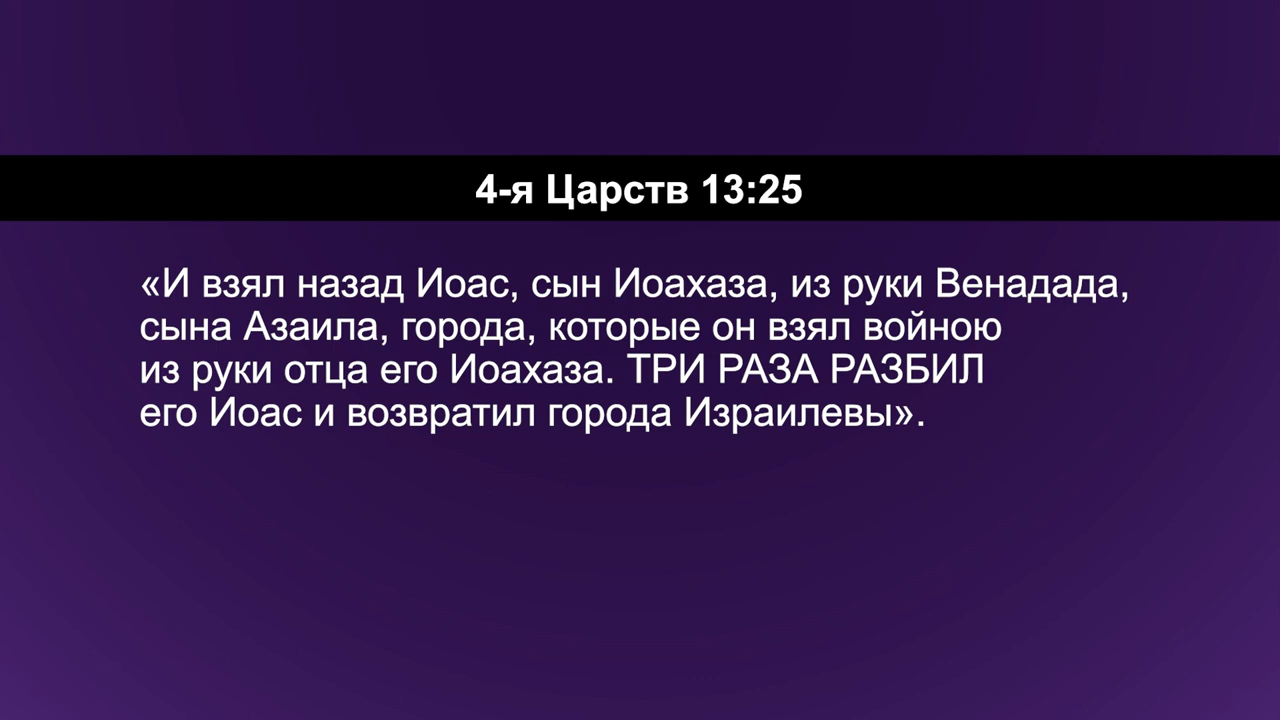 4-я Царств 13:25
«И взял назад Иоас, сын Иоахаза, из руки Венадада,
сына Азаила, города, которые он взял войною
из руки отца его Иоахаза. ТРИ РАЗА РАЗБИЛ
его Иоас и возвратил города Израилевы».